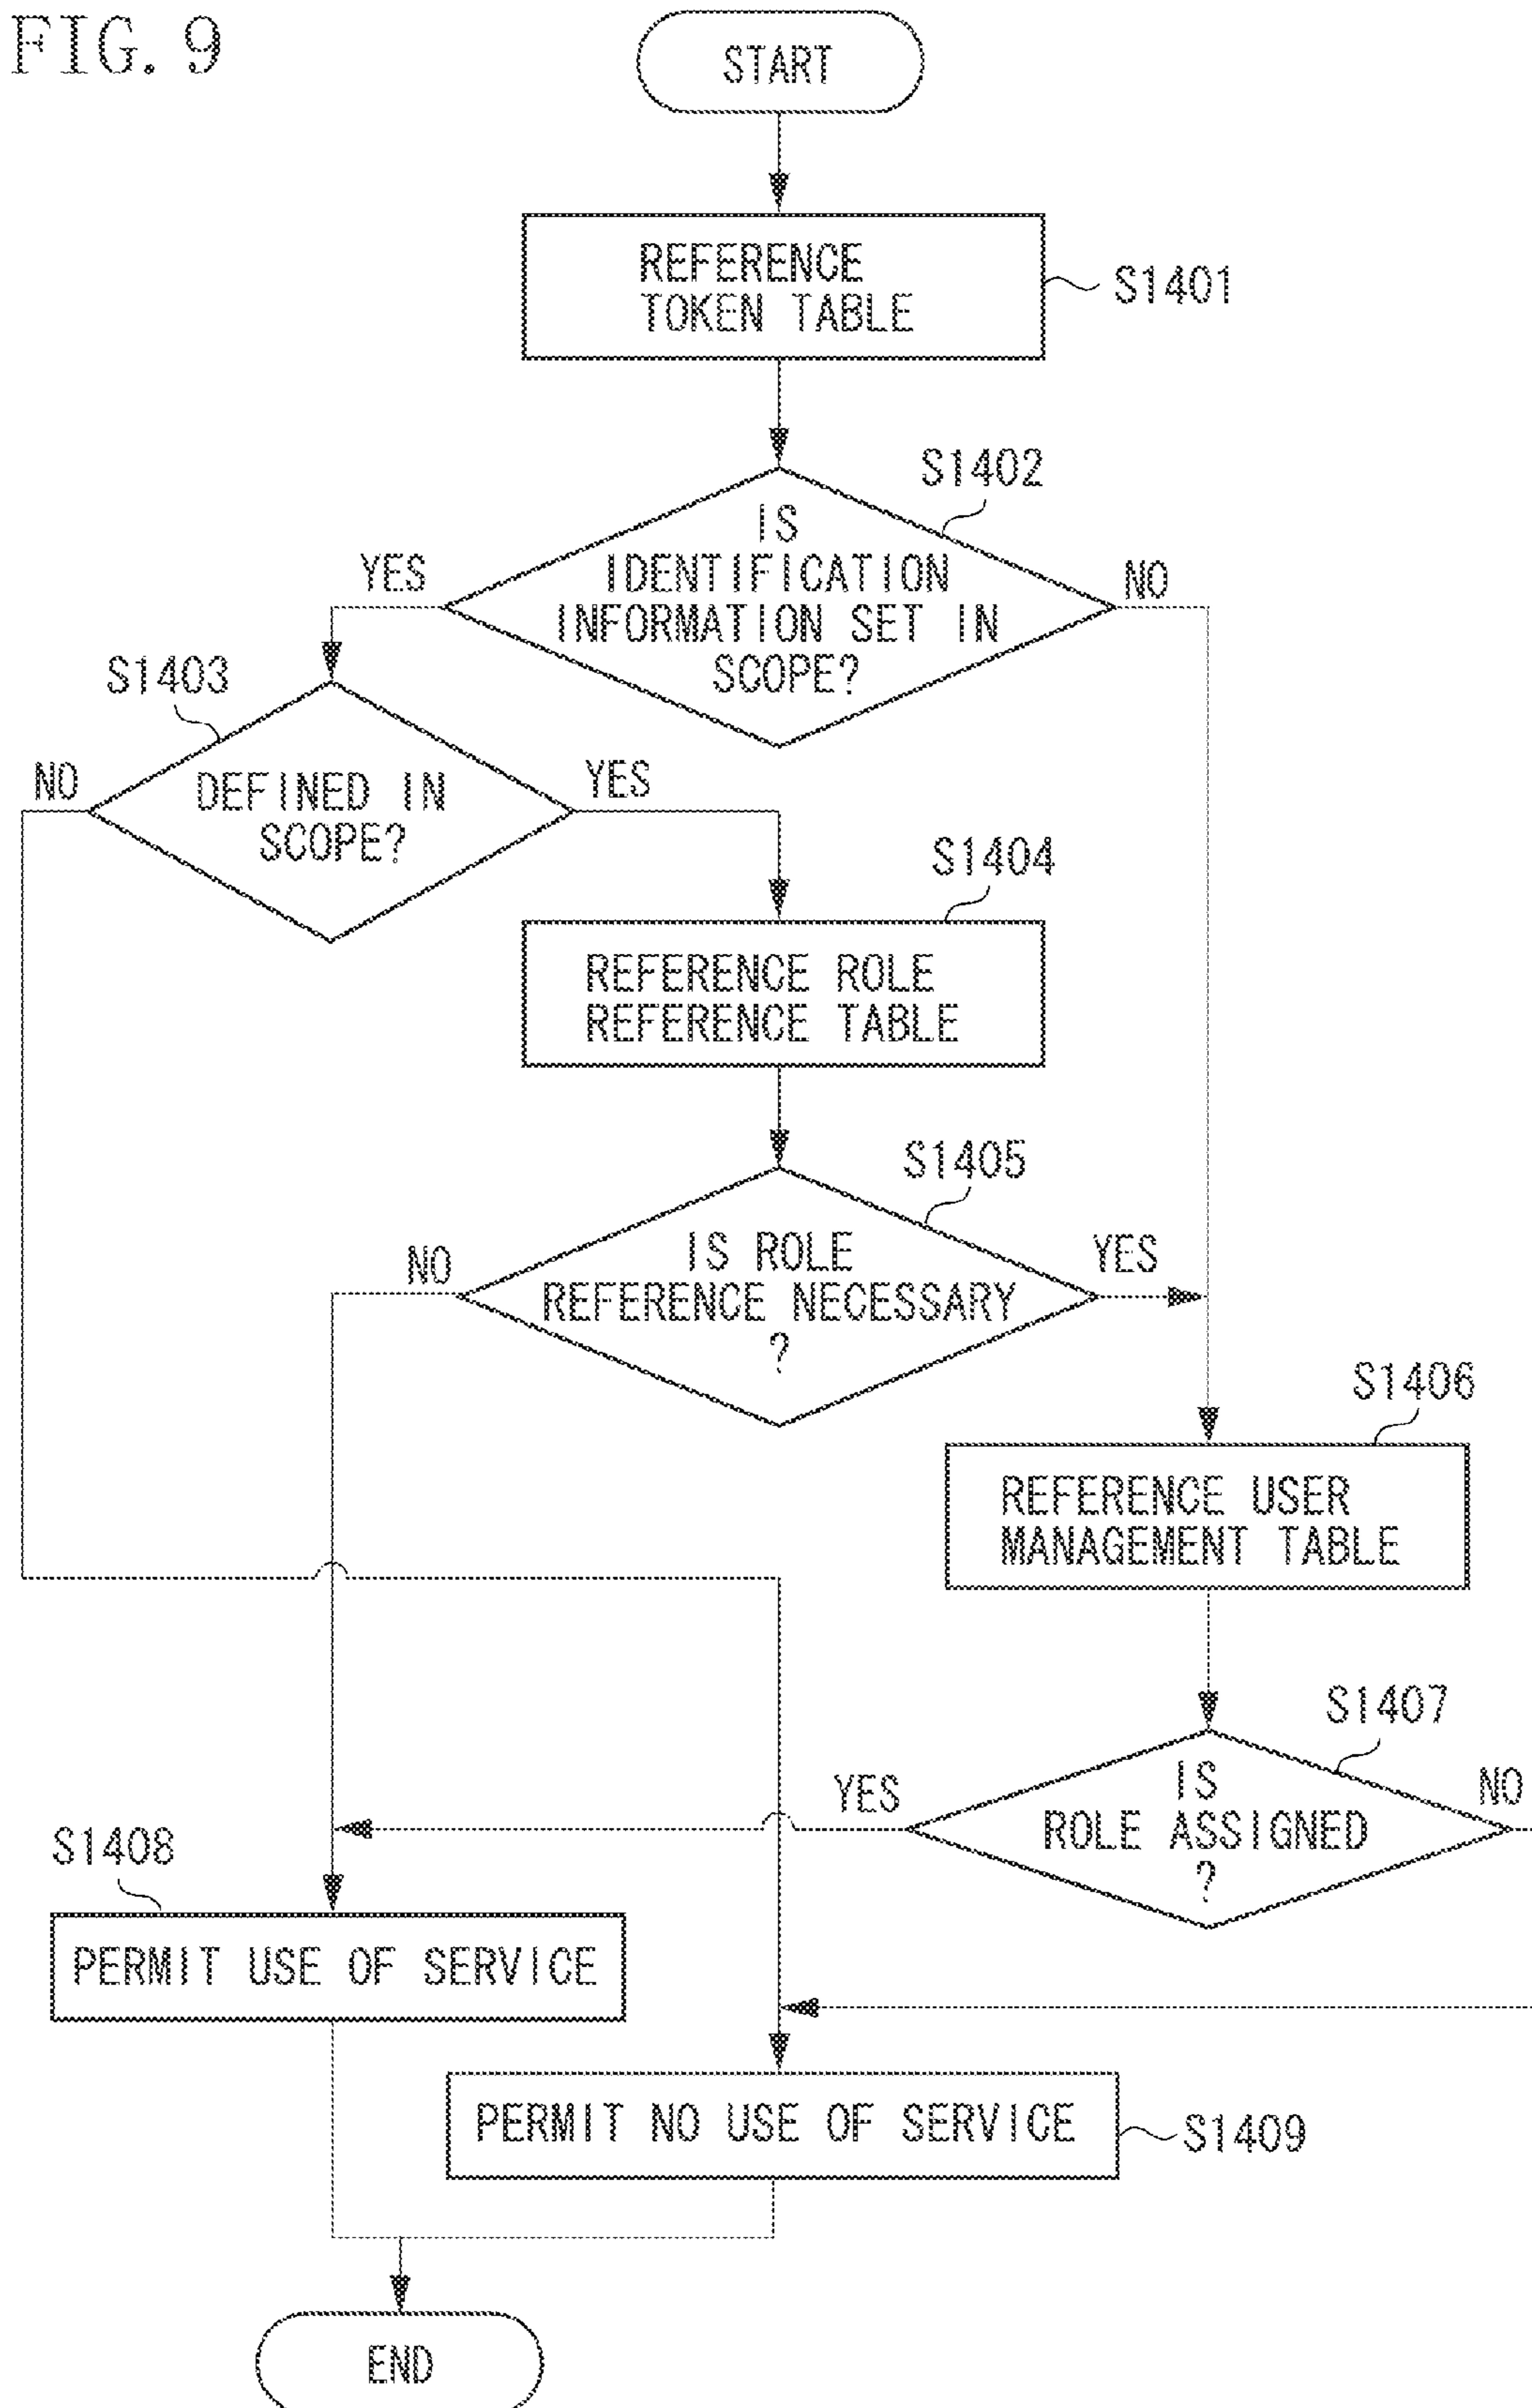 FIG. 9
START
REFERENCE
TOKEN TABLE
S1401
S1402
IS
IDENTIFICATION
INFORMATION SET IN
SCOPE?
YES
NO
S1403
DEFINED IN
SCOPE?
NO
YES
S1404
REFERENCE ROLE
REFERENCE TABLE
S1405
IS ROLE
REFERENCE NECESSARY
?
NO
YES
S1406
REFERENCE USER
MANAGEMENT TABLE
S1407
IS
ROLE ASSIGNED
?
YES
NO
S1408
PERMIT USE OF SERVICE
PERMIT NO USE OF SERVICE
S1409
END